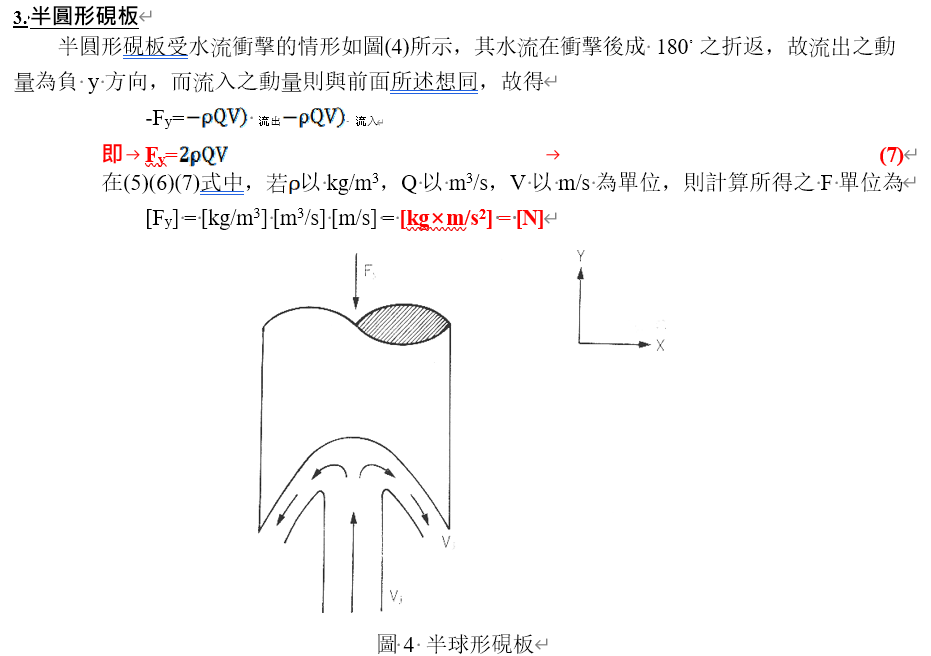 3. 半圓形硯板
半圓形硯板受水流衝擊的情形如圖(4)所示，其水流在衝擊後成 180° 之折返，故流出之動
量為負 y 方向，而流入之動量則與前面所述想同，故得
-Fy=−ρQV) 流出−ρQV) 流入
即→ Fy=2ρQV → (7)
在(5)(6)(7)式中，若ρ以 kg/m³，Q 以 m³/s，V 以 m/s 為單位，則計算所得之 F 單位為
[Fy]＝[kg/m³] [m³/s] [m/s]＝[kg×m/s²]＝[N]
Y
F
X
V
Vj
圖 4 半球形硯板